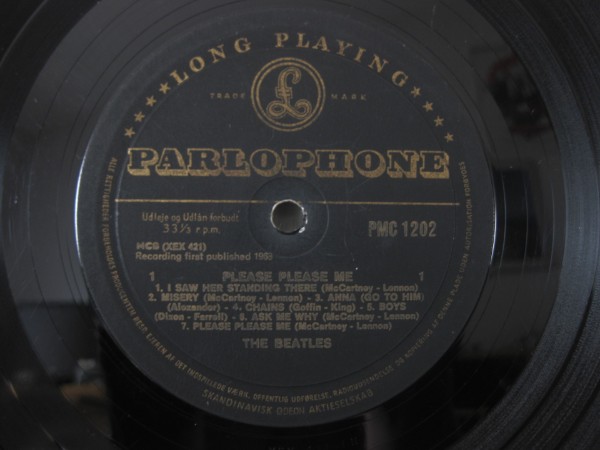 ★★★★★ LONG PLAYING ★★★★★
TRADE MARK
£
PARLOPHONE
Udleje og Udlån forbudt
33⅓ r.p.m.
PMC 1202
MCB (XEX 421)
Recording first published
1 PLEASE PLEASE ME 1
1. I SAW HER STANDING THERE (McCartney - Lennon)
2. MISERY (McCartney - Lennon) - 3. ANNA (GO TO HIM)
(Alexander) - 4. CHAINS (Goffin - King) - 5. BOYS
(Dixon - Farrell) - 6. ASK ME WHY (McCartney - Lennon)
7. PLEASE PLEASE ME (McCartney - Lennon)
THE BEATLES
SKANDINAVISK ODEON AKTIESELSKAB